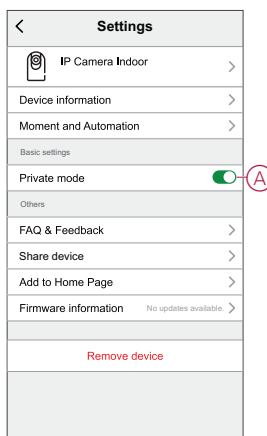 Settings
IP Camera Indoor
Device information
Moment and Automation
Basic settings
Private mode
A
Others
FAQ & Feedback
Share device
Add to Home Page
Firmware information No updates available.
Remove device